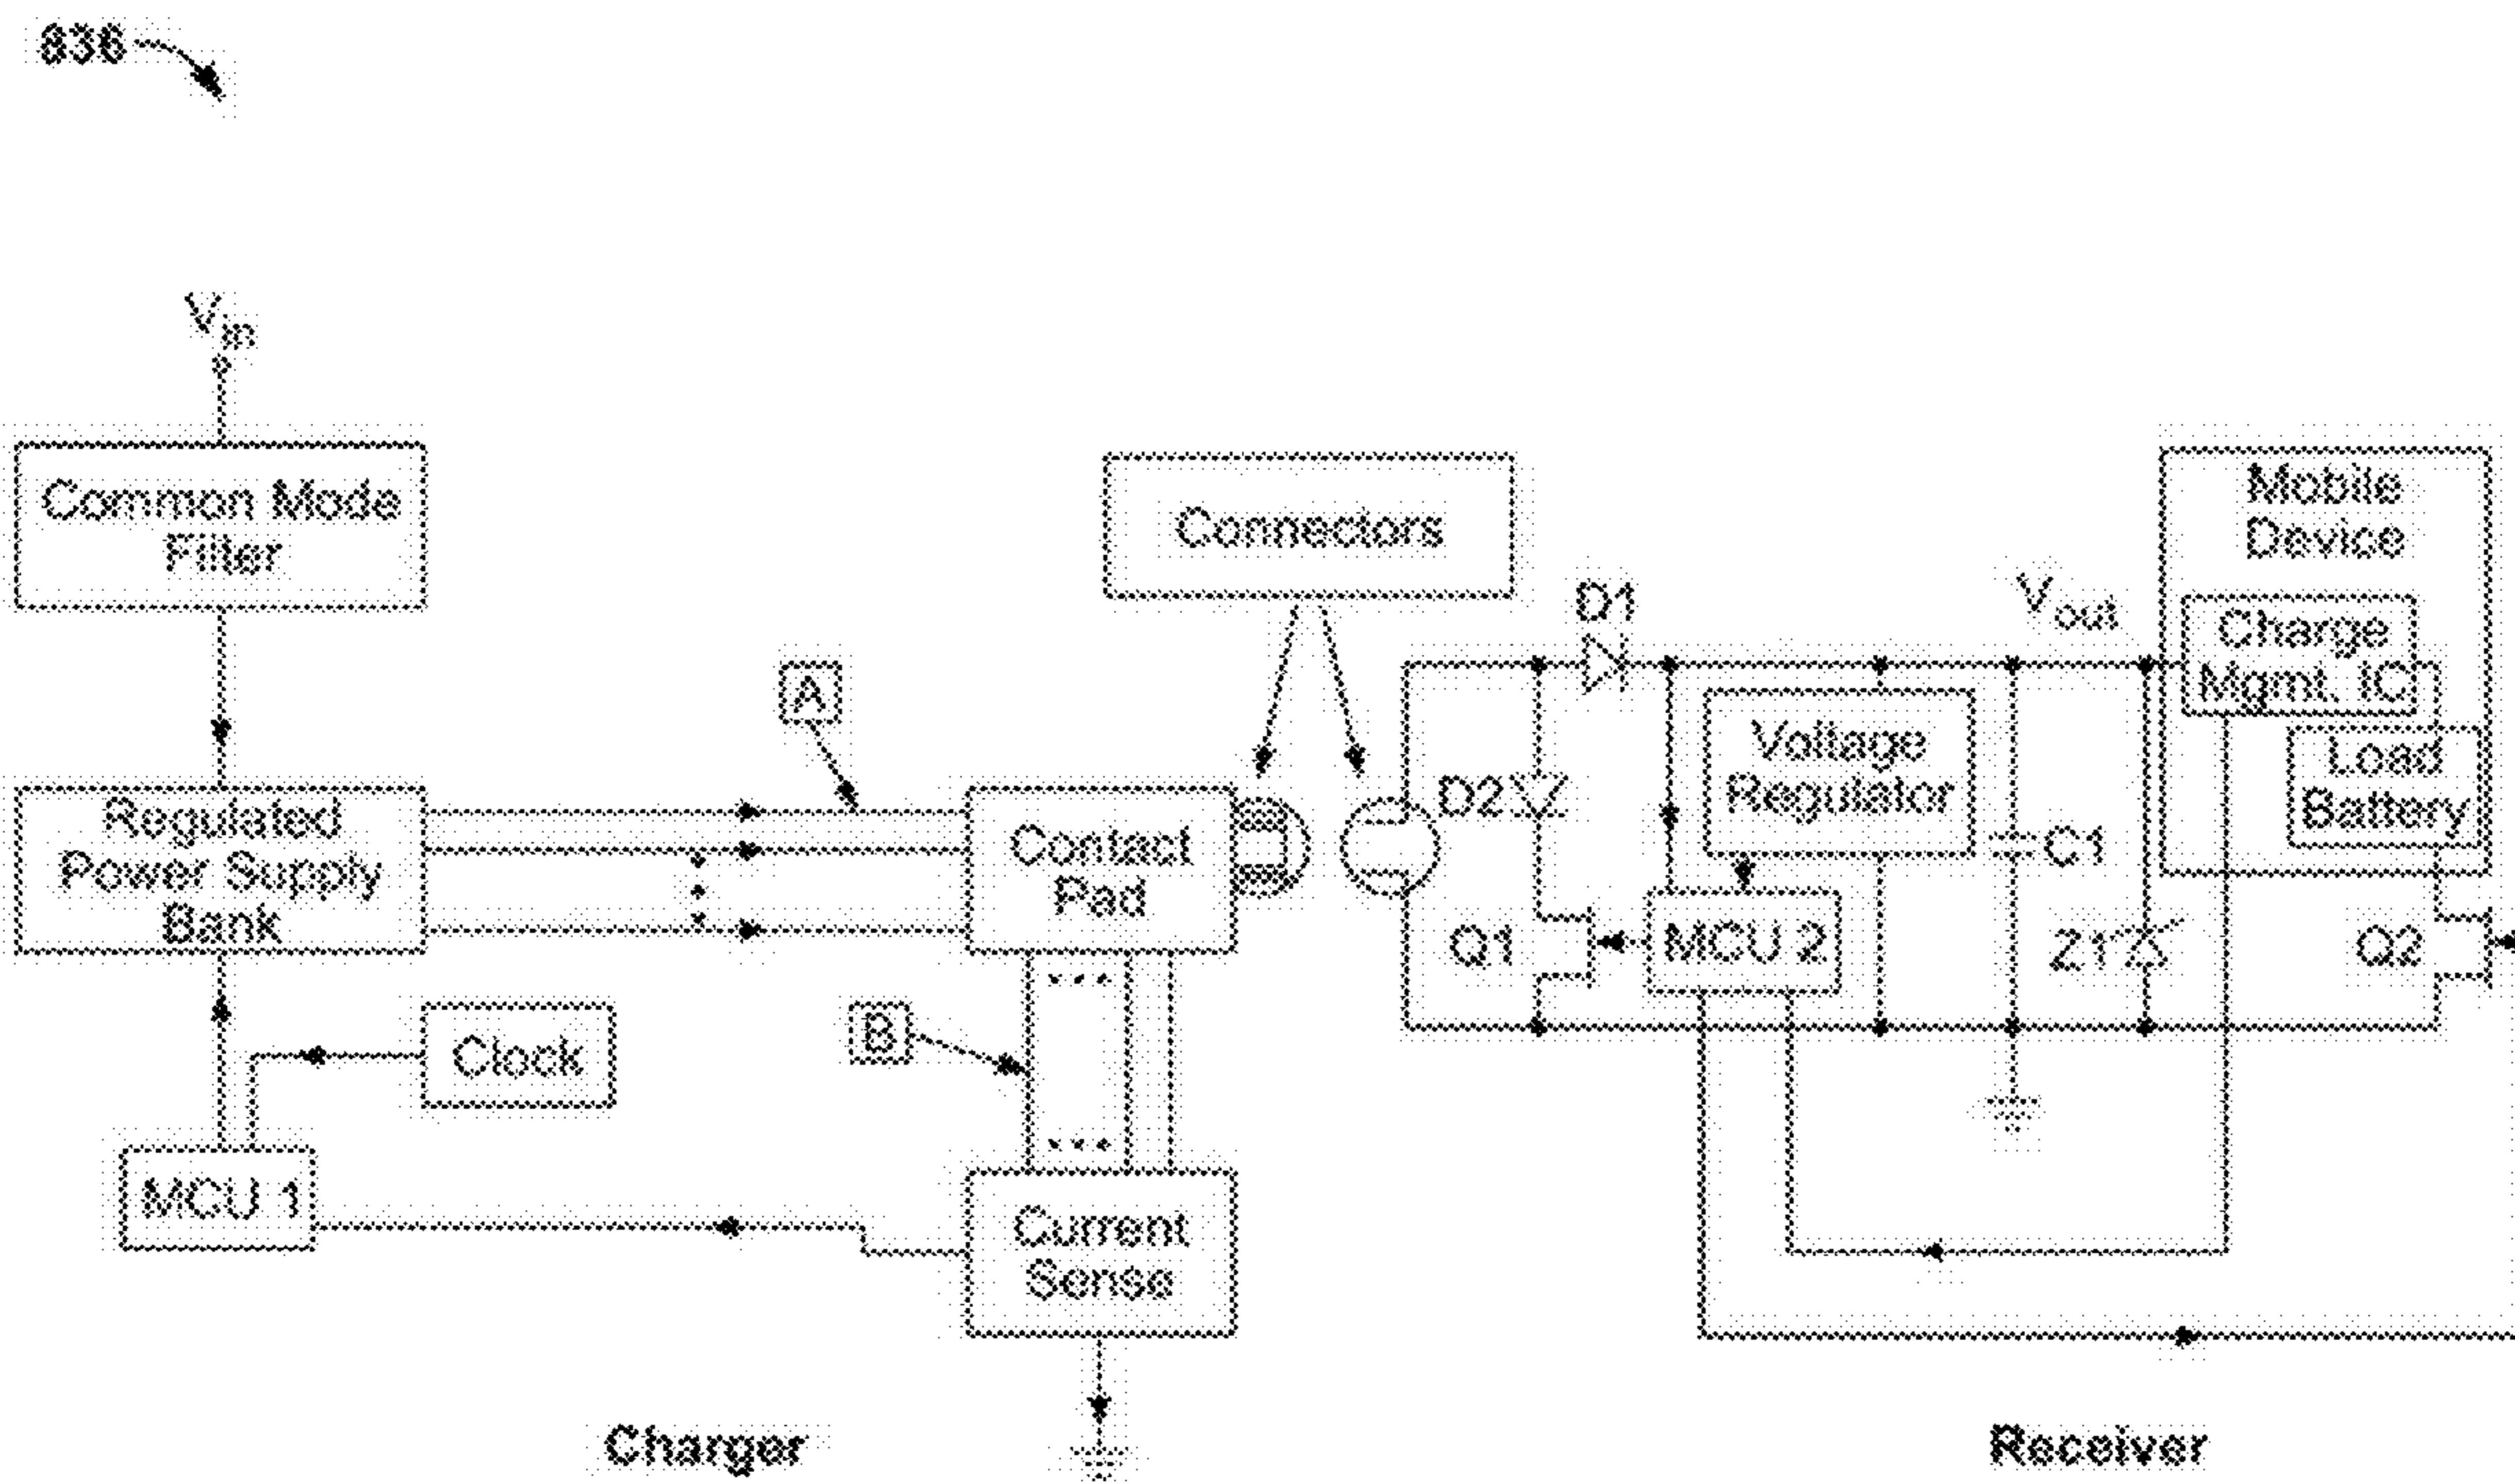 636
Vin
Common Mode
Filter
Connectors
Mobile
Device
D1
Vout
Charge
Mgmt. IC
A
Regulated
Power Supply
Bank
Contact
Pad
D2
Voltage
Regulator
C1
Load
Battery
Q1
MCU 2
Z1
Q2
B
Clock
MCU 1
Current
Sense
Charger
Receiver